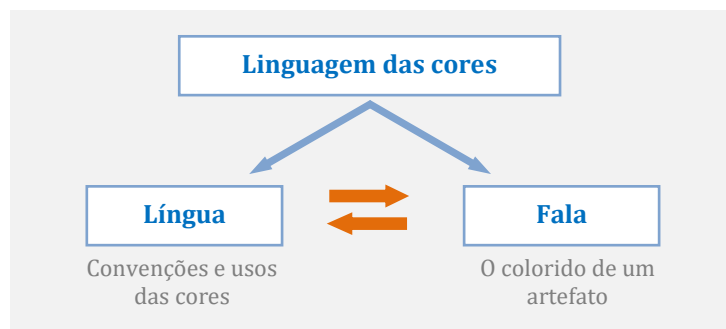 Linguagem das cores
Língua
Fala
Convenções e usos
das cores
O colorido de um
artefato